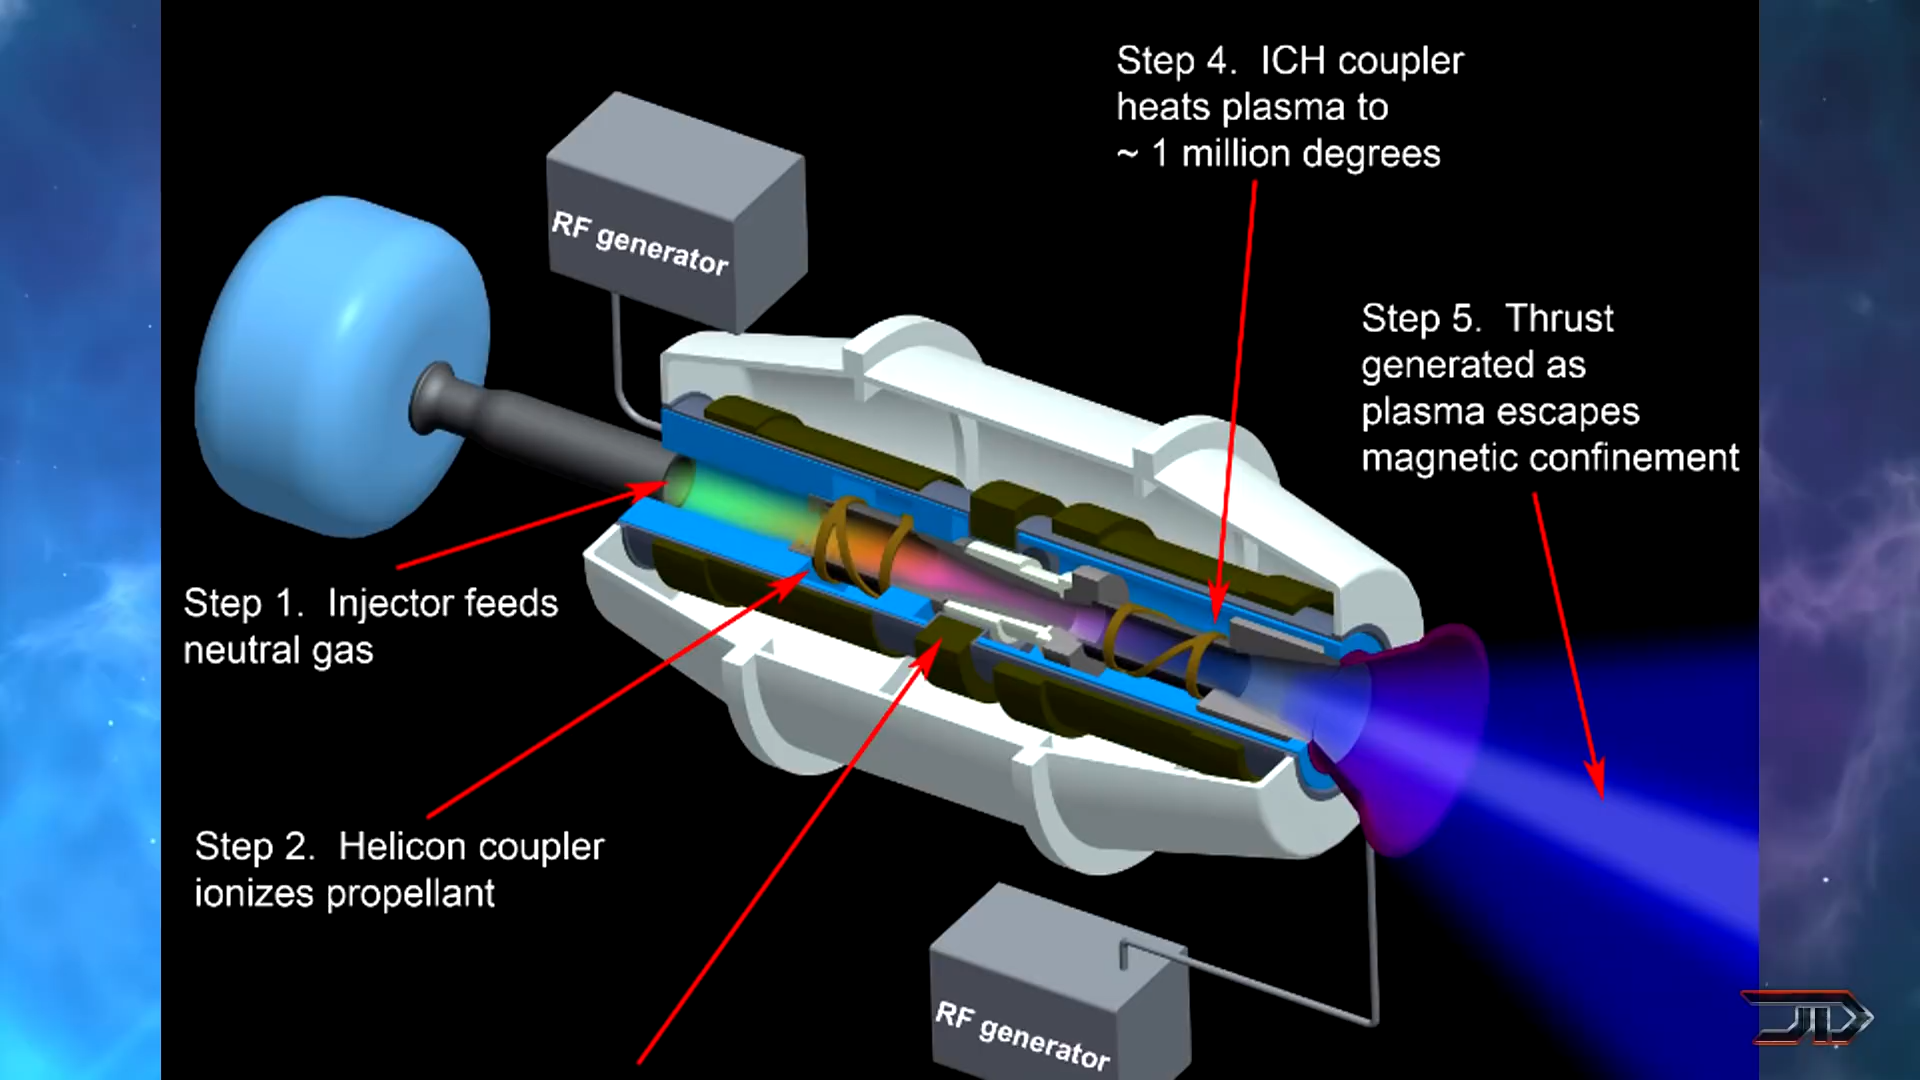 Step 4.  ICH coupler
heats plasma to
~ 1 million degrees
RF generator
Step 5.  Thrust
generated as
plasma escapes
magnetic confinement
Step 1.  Injector feeds
neutral gas
Step 2.  Helicon coupler
ionizes propellant
RF generator